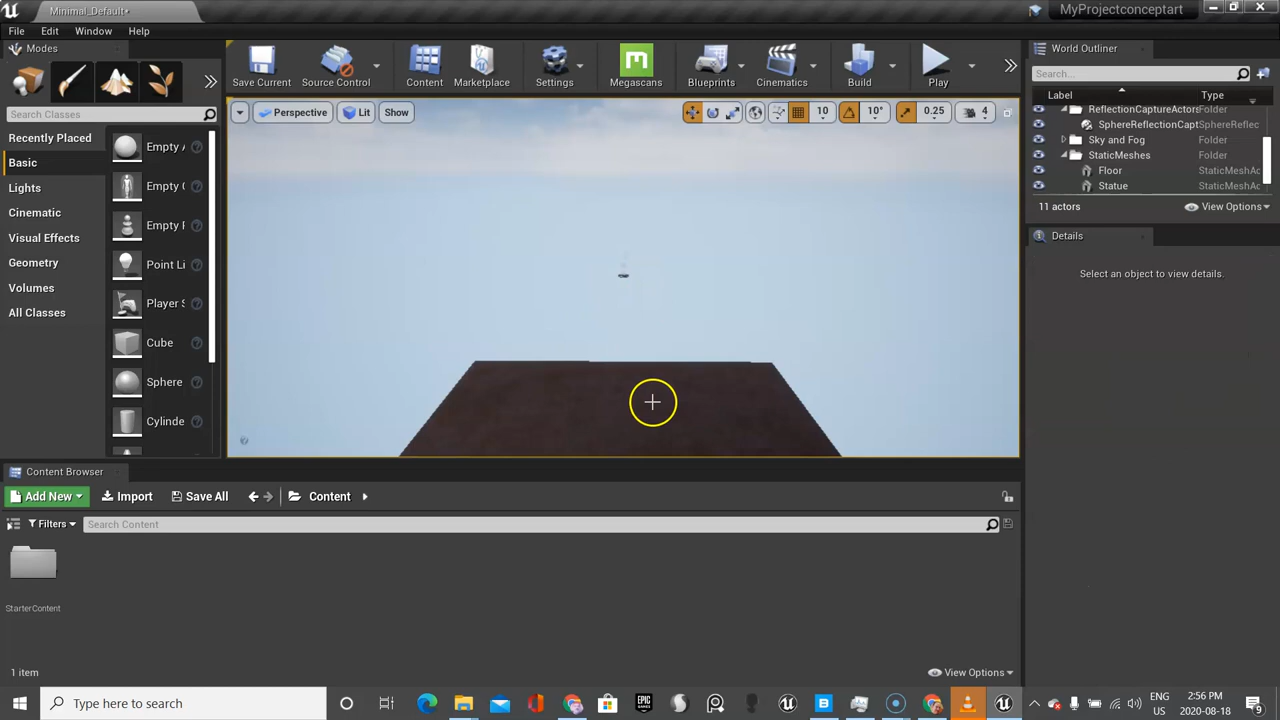 Minimal_Default*
MyProjectconceptart
File Edit Window Help
Modes
World Outliner
Save Current Source Control Content Marketplace Settings Megascans Blueprints Cinematics Build Play
Search...
Search Classes
Label Type
Perspective Lit Show 10 10° 0.25 4
ReflectionCaptureActors Folder
SphereReflectionCapt SphereReflec
Sky and Fog Folder
StaticMeshes Folder
Floor StaticMeshAc
Statue StaticMeshAc
11 actors View Options
Recently Placed
Basic
Lights
Cinematic
Visual Effects
Geometry
Volumes
All Classes
Empty A
Empty C
Empty P
Point Li
Player S
Cube
Sphere
Cylinde
Details
Select an object to view details.
Content Browser
Add New Import Save All Content
Filters Search Content
StarterContent
1 item View Options
Type here to search
EPIC GAMES
ENG
US
2:56 PM
2020-08-18
9